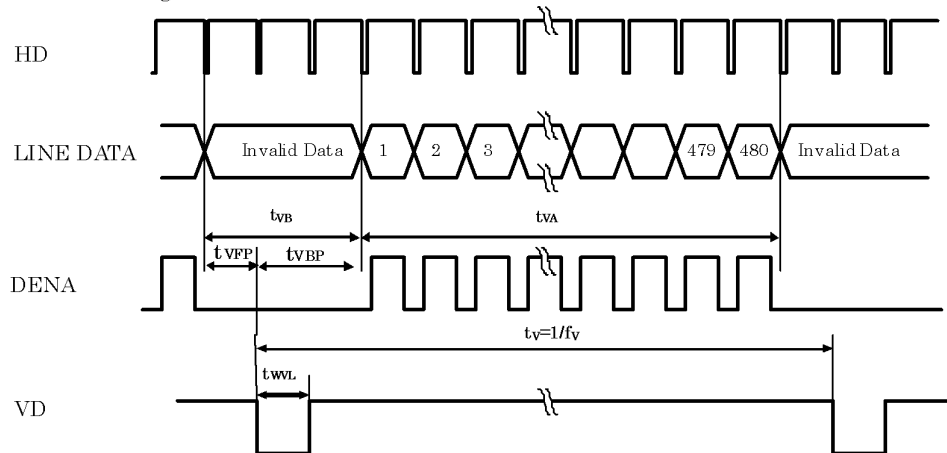 HD
LINE DATA
Invalid Data 1 2 3 479 480 Invalid Data
tVB tVA
tVFP tVBP
DENA
tV=1/fV
tWVL
VD